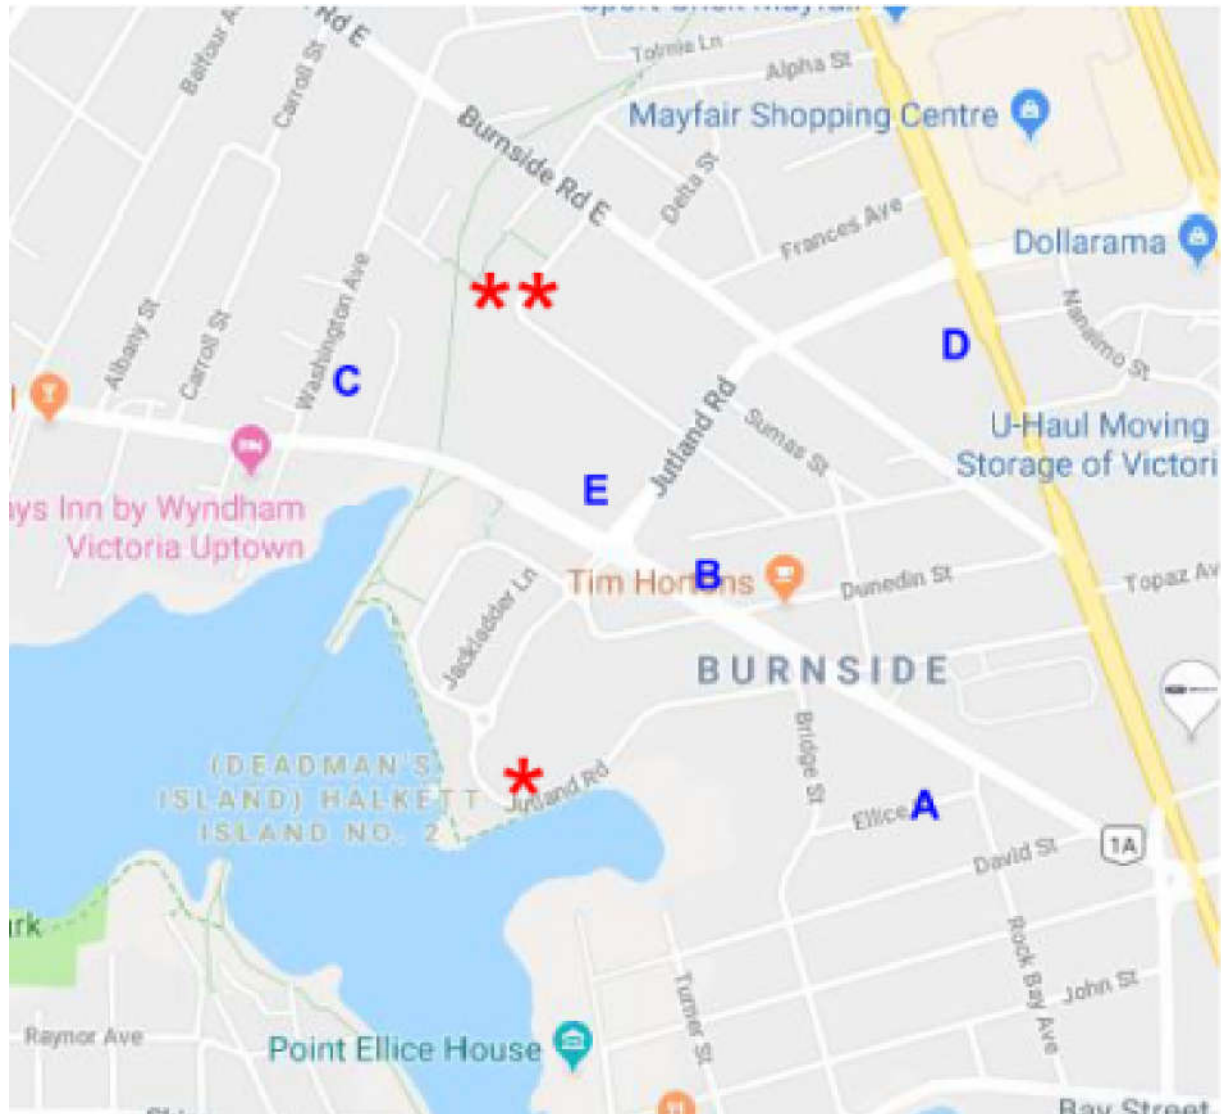 Rd E
Balfour A
Carroll St
Tolmie Ln
Alpha St
Burnside Rd E
Mayfair Shopping Centre
Delta St
Frances Ave
Dollarama
**
Nanaimo St
Albany St
Carroll St
Washington Ave
C
D
Jutland Rd
Sumas St
U-Haul Moving
Storage of Victori
ys Inn by Wyndham
Victoria Uptown
E
B
Tim Hortons
Dunedin St
Topaz Av
Jackladder Ln
BURNSIDE
Bridge St
(DEADMAN'S
ISLAND) HALKETT
ISLAND NO. 2
*
Jutland Rd
Ellice
A
David St
1A
rk
Rock Bay Ave
John St
Turner St
Raynor Ave
Point Ellice House
Bay Street